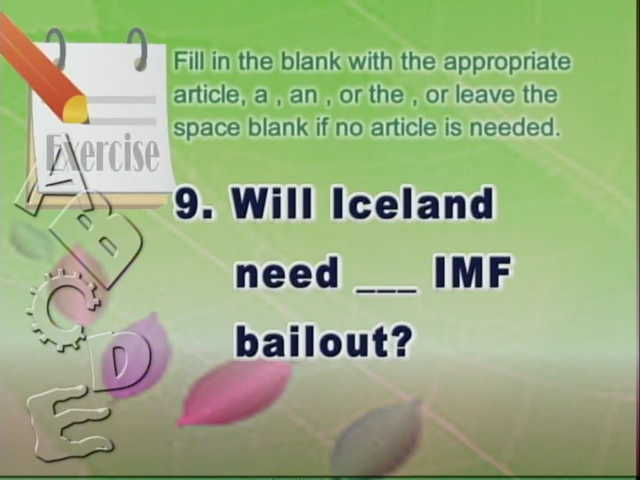 Fill in the blank with the appropriate
article, a , an , or the , or leave the
space blank if no article is needed.
Exercise
9. Will Iceland
need ___ IMF
bailout?
A
B
C
D
E